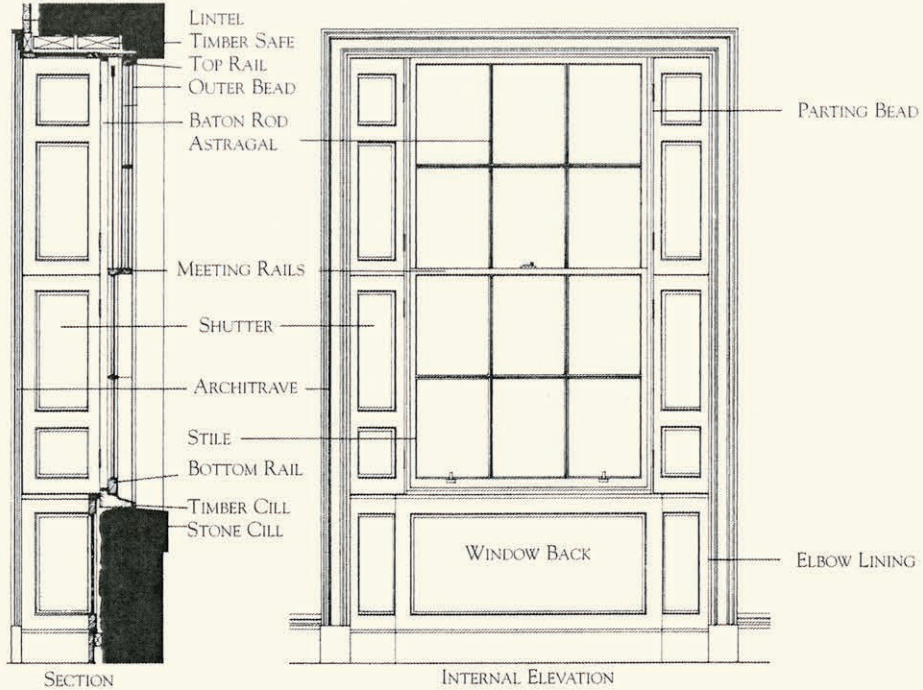 LINTEL
TIMBER SAFE
TOP RAIL
OUTER BEAD
BATON ROD
ASTRAGAL
PARTING BEAD
MEETING RAILS
SHUTTER
ARCHITRAVE
STILE
BOTTOM RAIL
TIMBER CILL
STONE CILL
WINDOW BACK
ELBOW LINING
SECTION
INTERNAL ELEVATION